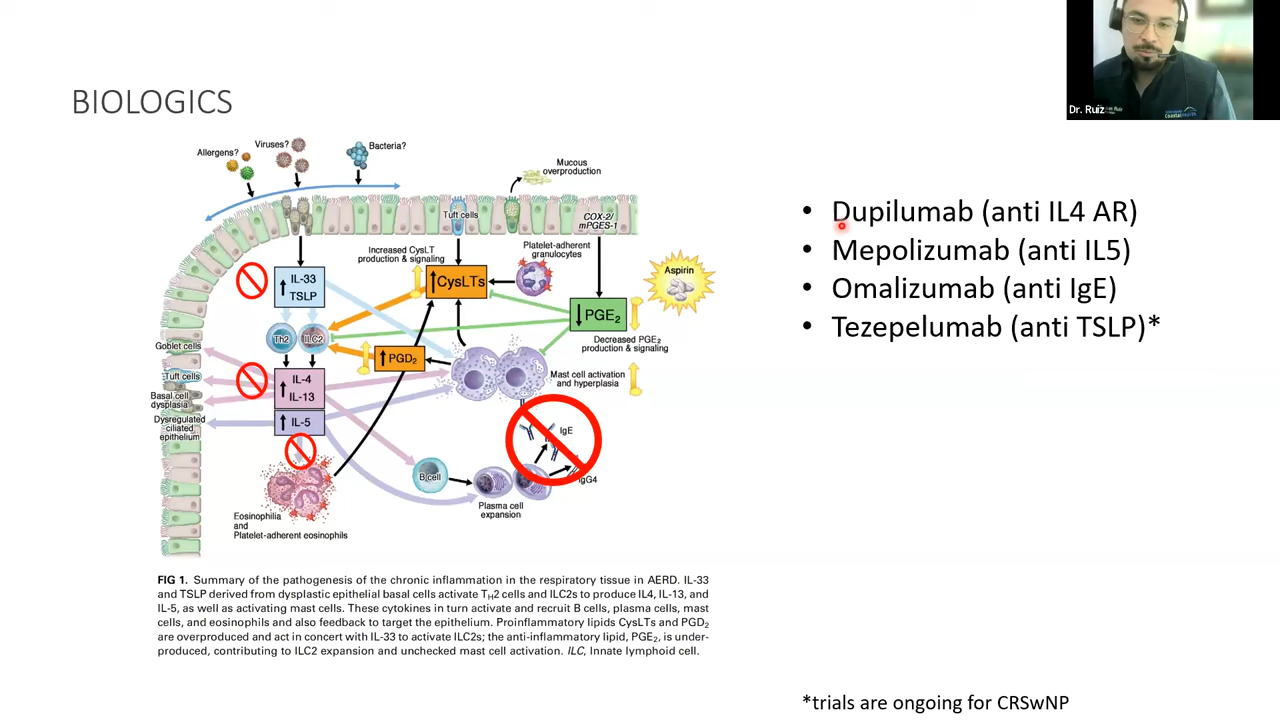 BIOLOGICS
Dr. Ruiz
Allergens?
Viruses?
Bacteria?
Mucous
overproduction
Tuft cells
COX-2/
mPGES-1
Increased CysLT
production & signaling
Platelet-adherent
granulocytes
Aspirin
IL-33
TSLP
CysLTs
PGE2
Decreased PGE2
production & signaling
Th2
ILC2
PGD2
Mast cell activation
and hyperplasia
Goblet cells
Tuft cells
Basal cell
dysplasia
Dysregulated
ciliated
epithelium
IL-4
IL-13
IL-5
IgE
IgG4
B cell
Plasma cell
expansion
Eosinophilia
and
Platelet-adherent eosinophils
FIG 1. Summary of the pathogenesis of the chronic inflammation in the respiratory tissue in AERD. IL-33
and TSLP derived from dysplastic epithelial basal cells activate TH2 cells and ILC2s to produce IL4, IL-13, and
IL-5, as well as activating mast cells. These cytokines in turn activate and recruit B cells, plasma cells, mast
cells, and eosinophils and also feedback to target the epithelium. Proinflammatory lipids CysLTs and PGD2
are overproduced and act in concert with IL-33 to activate ILC2s; the anti-inflammatory lipid, PGE2, is under-
produced, contributing to ILC2 expansion and unchecked mast cell activation. ILC, Innate lymphoid cell.
• Dupilumab (anti IL4 AR)
• Mepolizumab (anti IL5)
• Omalizumab (anti IgE)
• Tezepelumab (anti TSLP)*
*trials are ongoing for CRSwNP